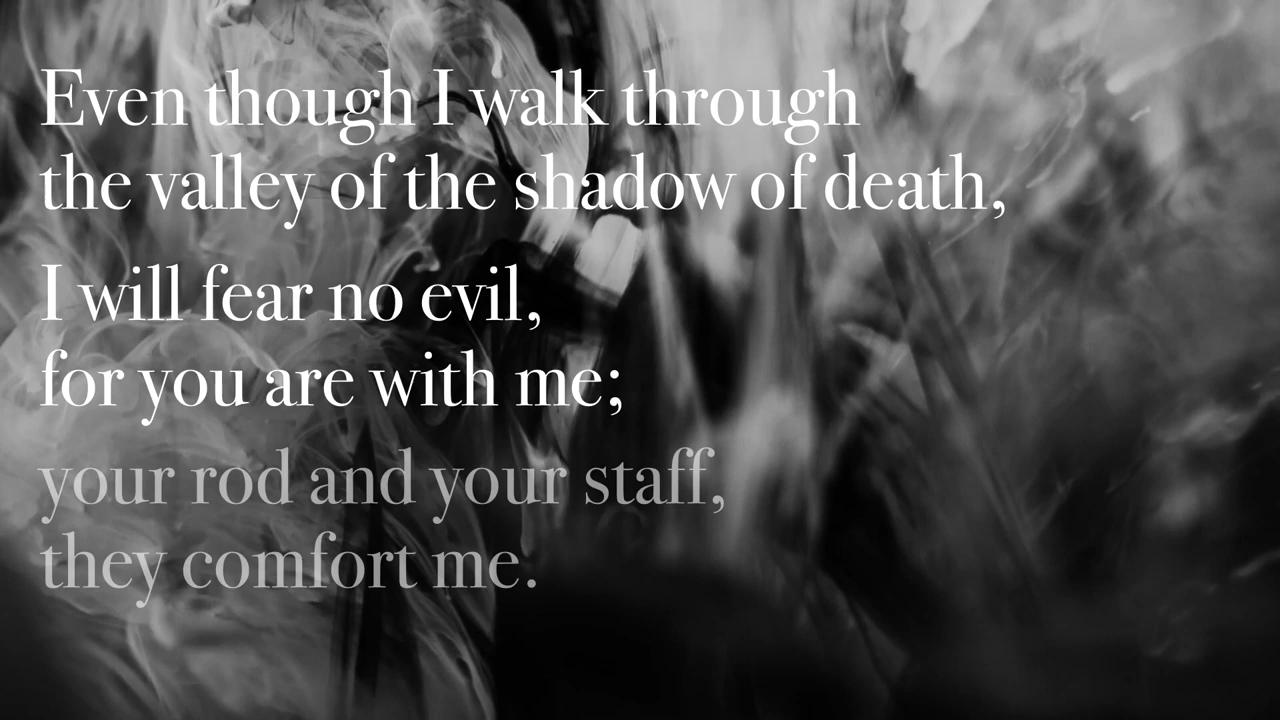 Even though I walk through
the valley of the shadow of death,
I will fear no evil,
for you are with me;
your rod and your staff,
they comfort me.